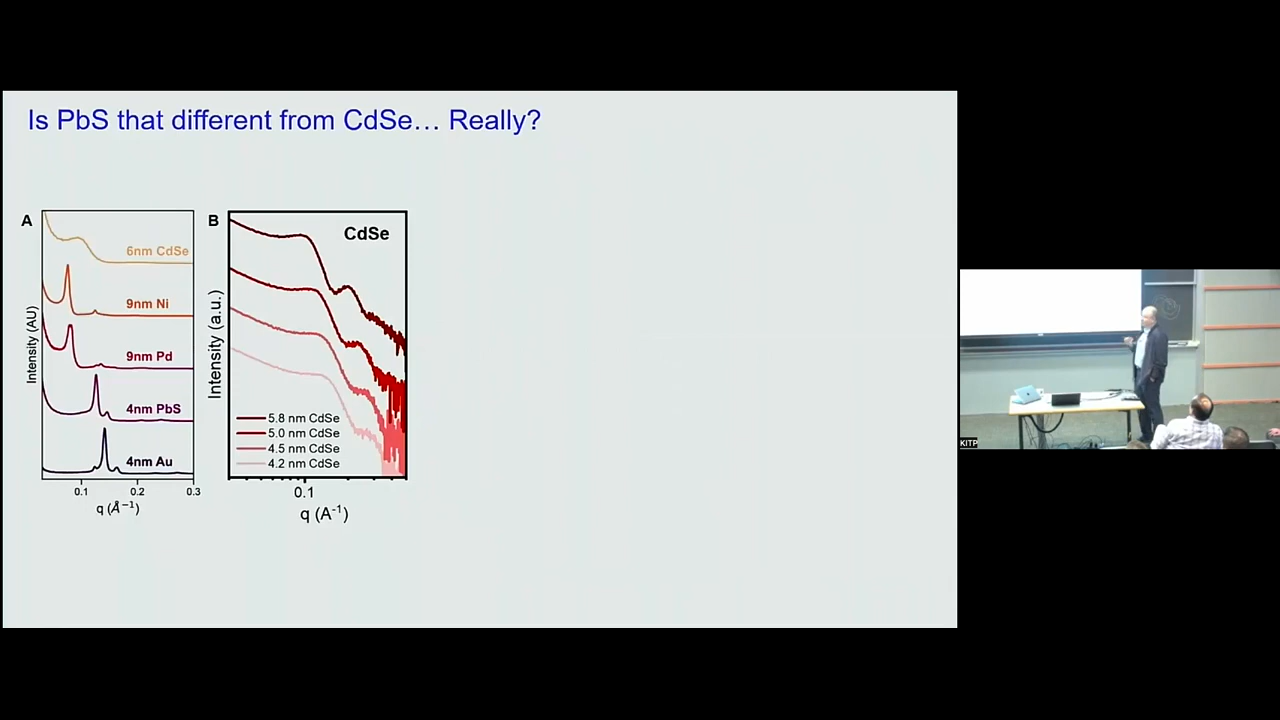 Is PbS that different from CdSe… Really?
A
Intensity (AU)
6nm CdSe
9nm Ni
9nm Pd
4nm PbS
4nm Au
0.1 0.2 0.3
q (Å⁻¹)
B
CdSe
Intensity (a.u.)
5.8 nm CdSe
5.0 nm CdSe
4.5 nm CdSe
4.2 nm CdSe
0.1
q (A⁻¹)
KITP